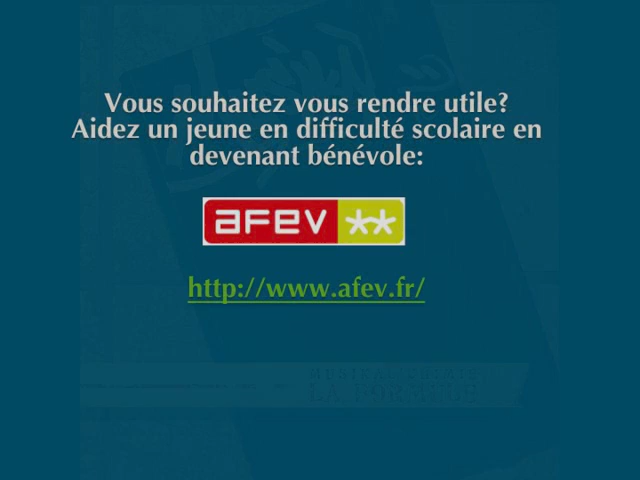 Vous souhaitez vous rendre utile?
Aidez un jeune en difficulté scolaire en
devenant bénévole:
afev **
http://www.afev.fr/